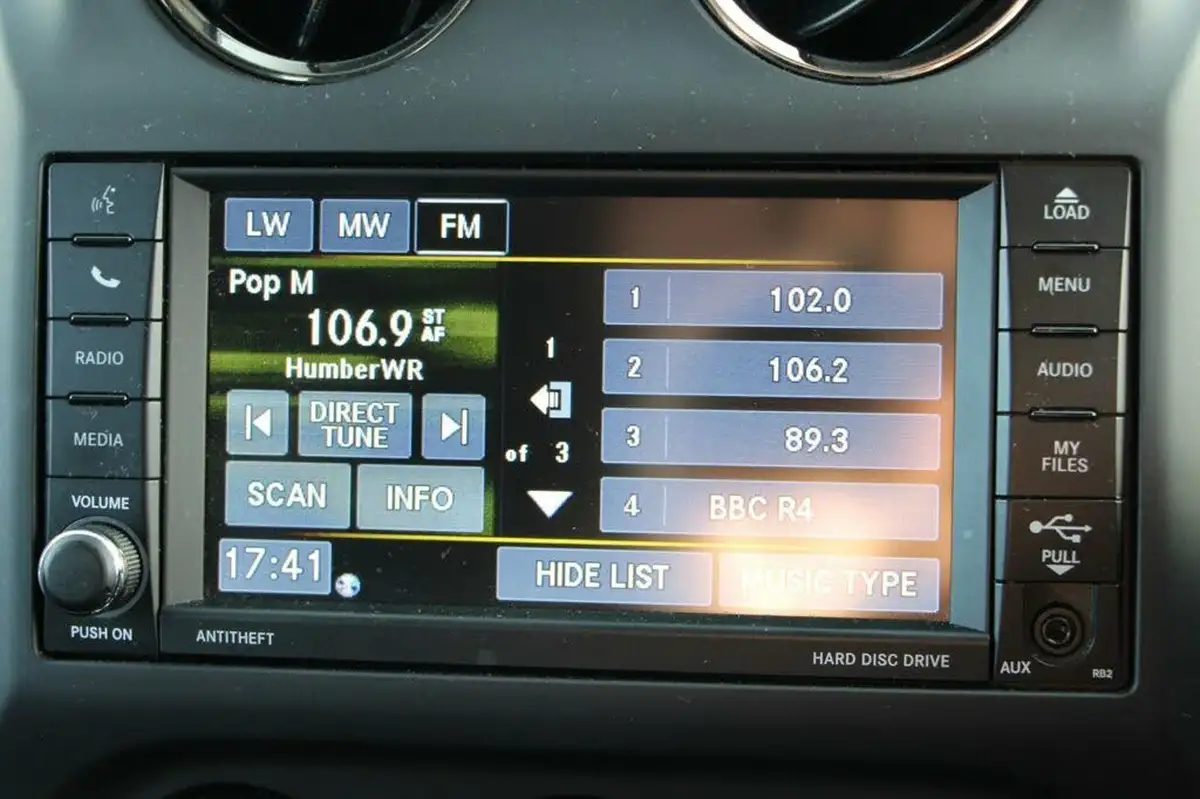 LW MW FM
Pop M
106.9 ST AF
HumberWR
DIRECT TUNE
SCAN INFO
17:41
1
of 3
1 102.0
2 106.2
3 89.3
4 BBC R4
HIDE LIST MUSIC TYPE
RADIO
MEDIA
VOLUME
PUSH ON
ANTITHEFT
HARD DISC DRIVE
LOAD
MENU
AUDIO
MY FILES
PULL
AUX
RB2